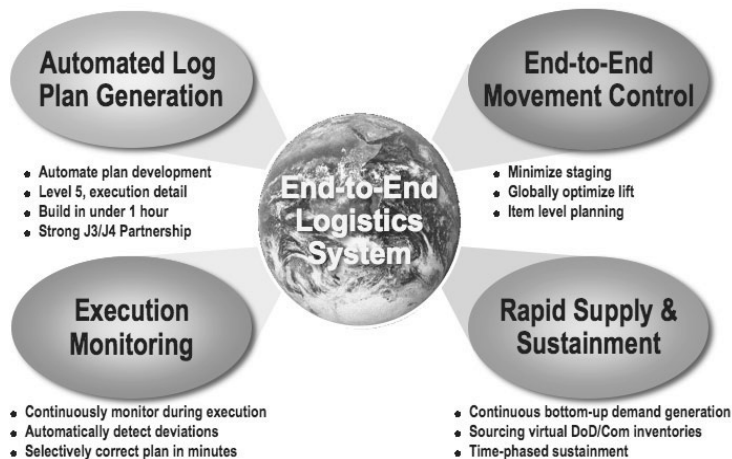 Automated Log
Plan Generation
Automate plan development
Level 5, execution detail
Build in under 1 hour
Strong J3/J4 Partnership
End-to-End
Movement Control
Minimize staging
Globally optimize lift
Item level planning
End-to-End
Logistics
System
Execution
Monitoring
Continuously monitor during execution
Automatically detect deviations
Selectively correct plan in minutes
Rapid Supply &
Sustainment
Continuous bottom-up demand generation
Sourcing virtual DoD/Com inventories
Time-phased sustainment